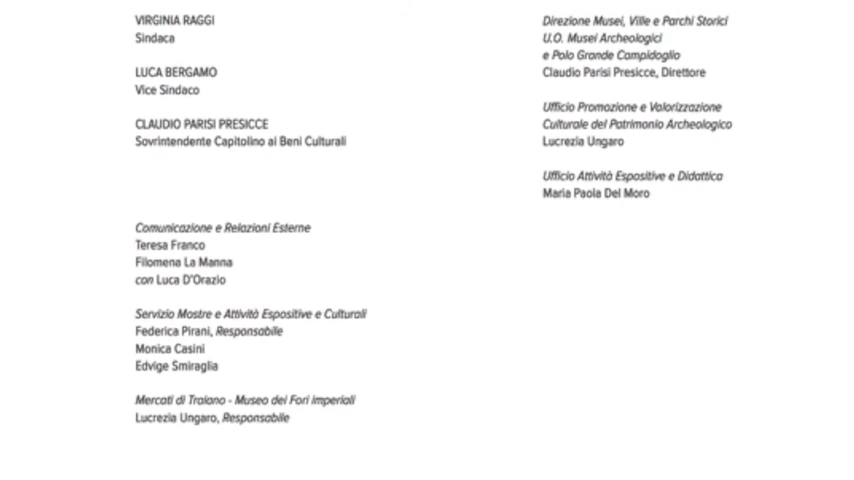 VIRGINIA RAGGI
Sindaca
LUCA BERGAMO
Vice Sindaco
CLAUDIO PARISI PRESICCE
Sovrintendente Capitolino ai Beni Culturali
Comunicazione e Relazioni Esterne
Teresa Franco
Filomena La Manna
con Luca D'Orazio
Servizio Mostre e Attività Espositive e Culturali
Federica Pirani, Responsabile
Monica Casini
Edvige Smiraglia
Mercati di Traiano - Museo dei Fori imperiali
Lucrezia Ungaro, Responsabile
Direzione Musei, Ville e Parchi Storici
U.O. Musei Archeologici
e Polo Grande Campidoglio
Claudio Parisi Presicce, Direttore
Ufficio Promozione e Valorizzazione
Culturale del Patrimonio Archeologico
Lucrezia Ungaro
Ufficio Attività Espositive e Didattica
Maria Paola Del Moro